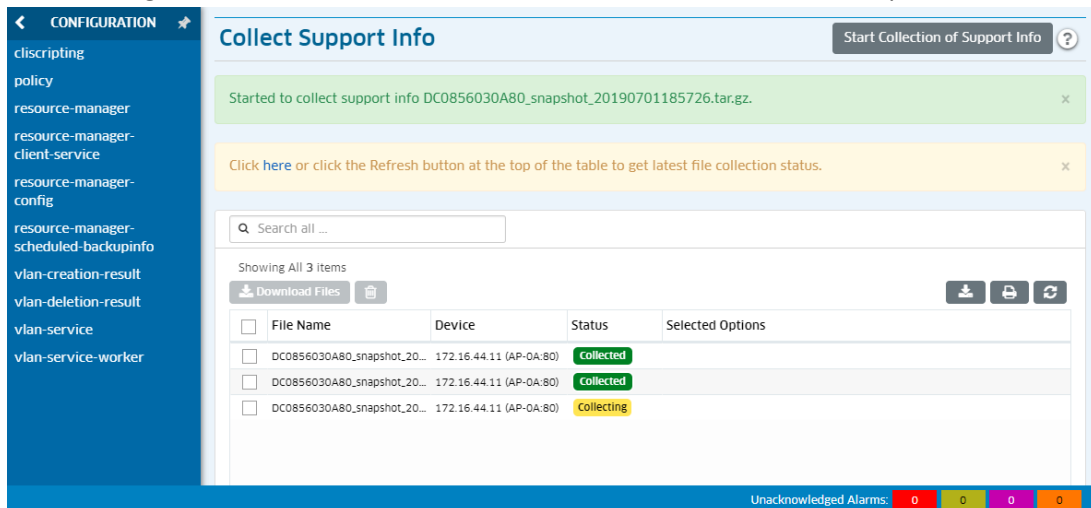 CONFIGURATION
cliscripting
policy
resource-manager
resource-manager-
client-service
resource-manager-
config
resource-manager-
scheduled-backupinfo
vlan-creation-result
vlan-deletion-result
vlan-service
vlan-service-worker
Collect Support Info
Start Collection of Support Info ?
Started to collect support info DC0856030A80_snapshot_20190701185726.tar.gz. ×
Click here or click the Refresh button at the top of the table to get latest file collection status. ×
Search all ...
Showing All 3 items
Download Files
File Name Device Status Selected Options
DC0856030A80_snapshot_20... 172.16.44.11 (AP-0A:80) Collected
DC0856030A80_snapshot_20... 172.16.44.11 (AP-0A:80) Collected
DC0856030A80_snapshot_20... 172.16.44.11 (AP-0A:80) Collecting
Unacknowledged Alarms: 0 0 0 0